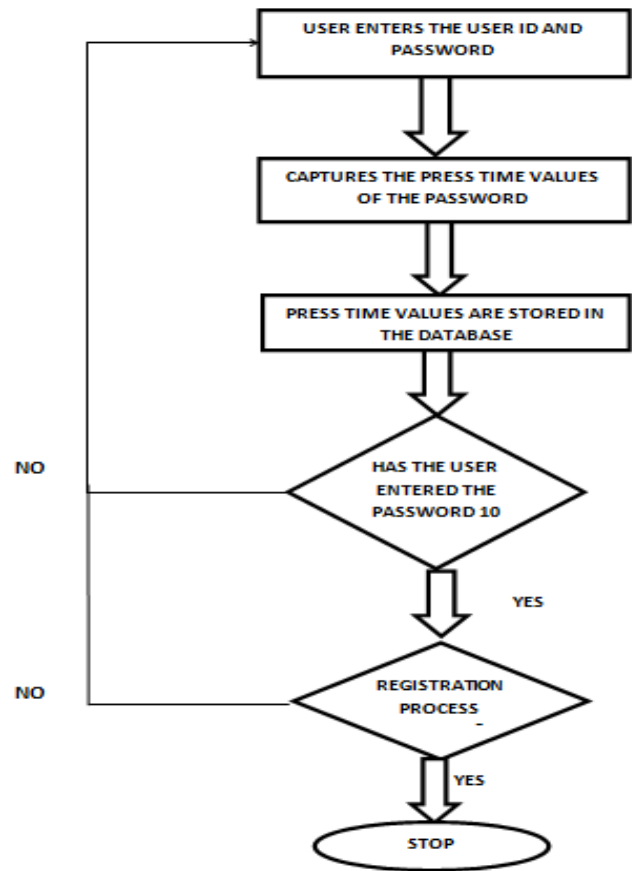 USER ENTERS THE USER ID AND
PASSWORD
CAPTURES THE PRESS TIME VALUES
OF THE PASSWORD
PRESS TIME VALUES ARE STORED IN
THE DATABASE
NO
HAS THE USER
ENTERED THE
PASSWORD 10
YES
NO
REGISTRATION
PROCESS
YES
STOP